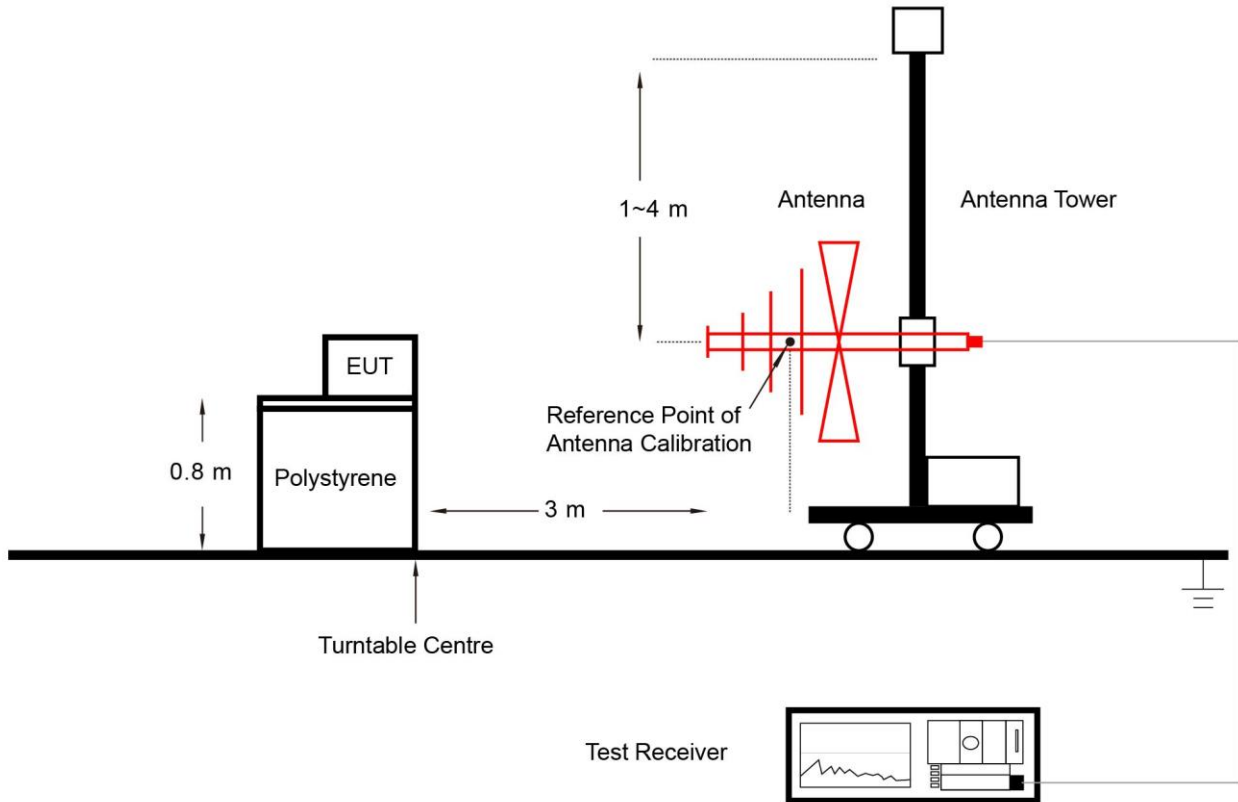 1~4 m
Antenna
Antenna Tower
EUT
Reference Point of
Antenna Calibration
0.8 m
Polystyrene
3 m
Turntable Centre
Test Receiver